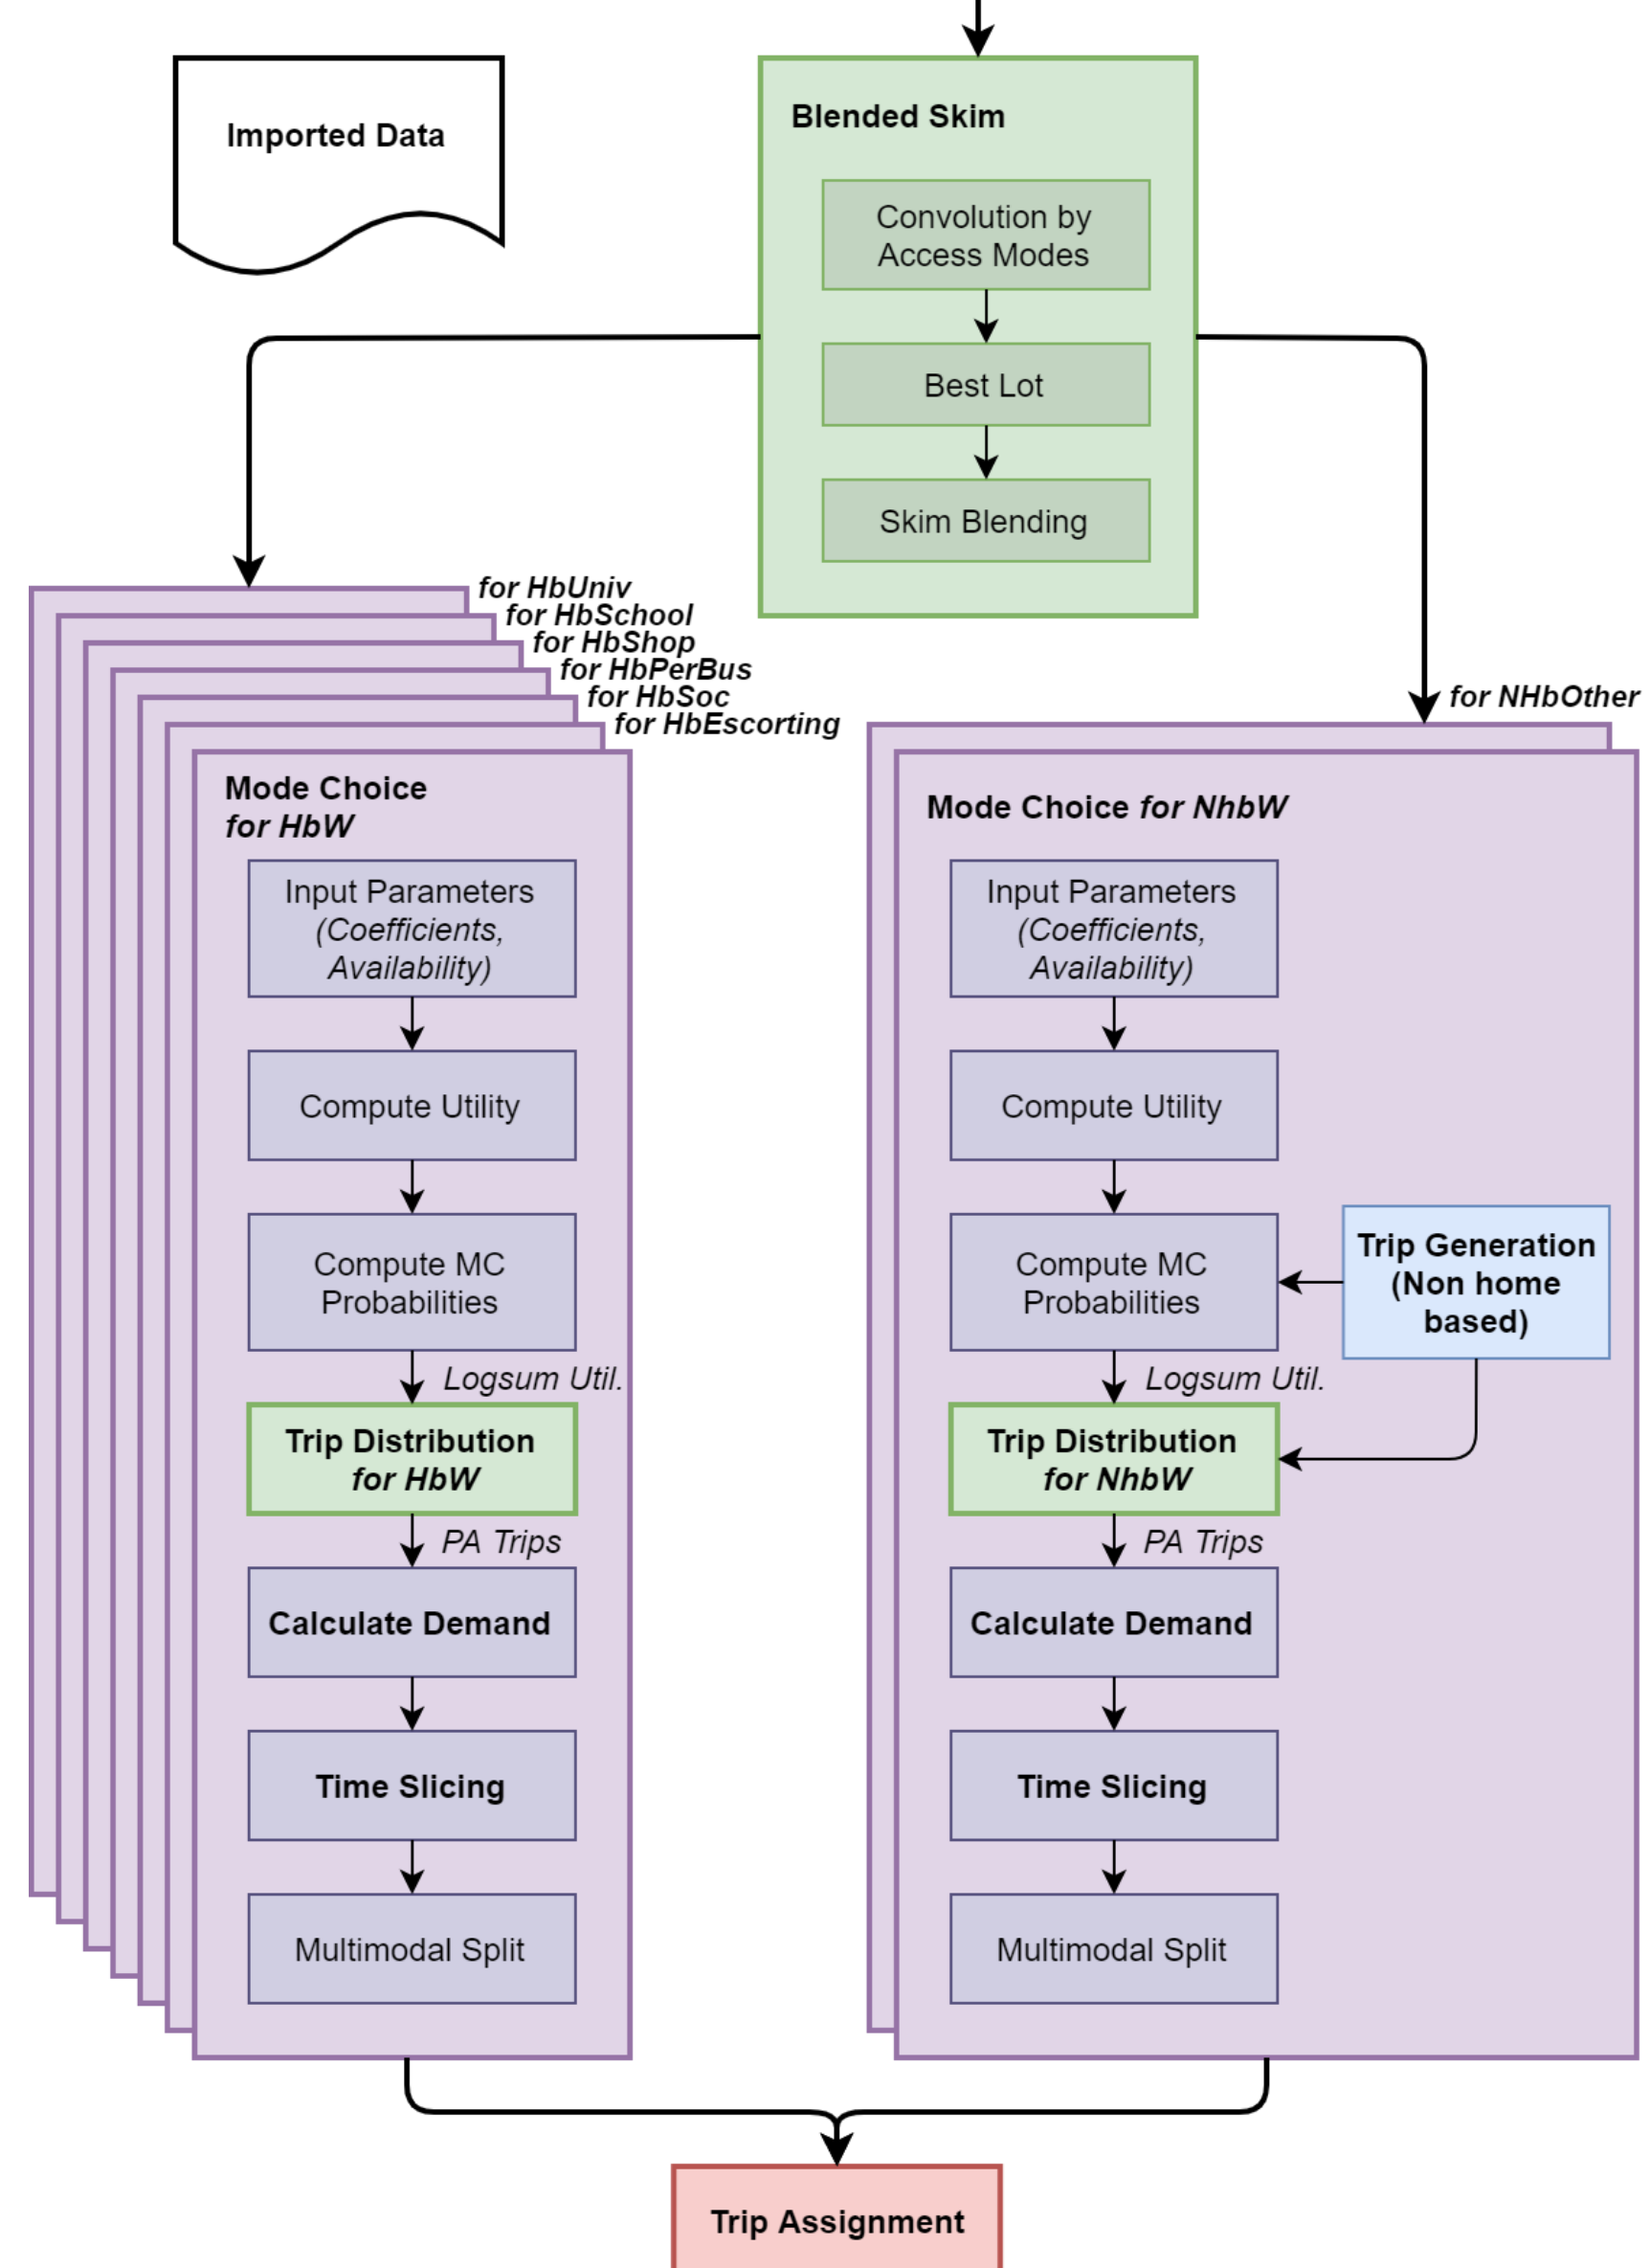 Imported Data
Blended Skim
Convolution by
Access Modes
Best Lot
Skim Blending
for HbUniv
for HbSchool
for HbShop
for HbPerBus
for HbSoc
for HbEscorting
Mode Choice
for HbW
Input Parameters
(Coefficients,
Availability)
Compute Utility
Compute MC
Probabilities
Logsum Util.
Trip Distribution
for HbW
PA Trips
Calculate Demand
Time Slicing
Multimodal Split
for NHbOther
Mode Choice for NhbW
Input Parameters
(Coefficients,
Availability)
Compute Utility
Compute MC
Probabilities
Trip Generation
(Non home
based)
Logsum Util.
Trip Distribution
for NhbW
PA Trips
Calculate Demand
Time Slicing
Multimodal Split
Trip Assignment